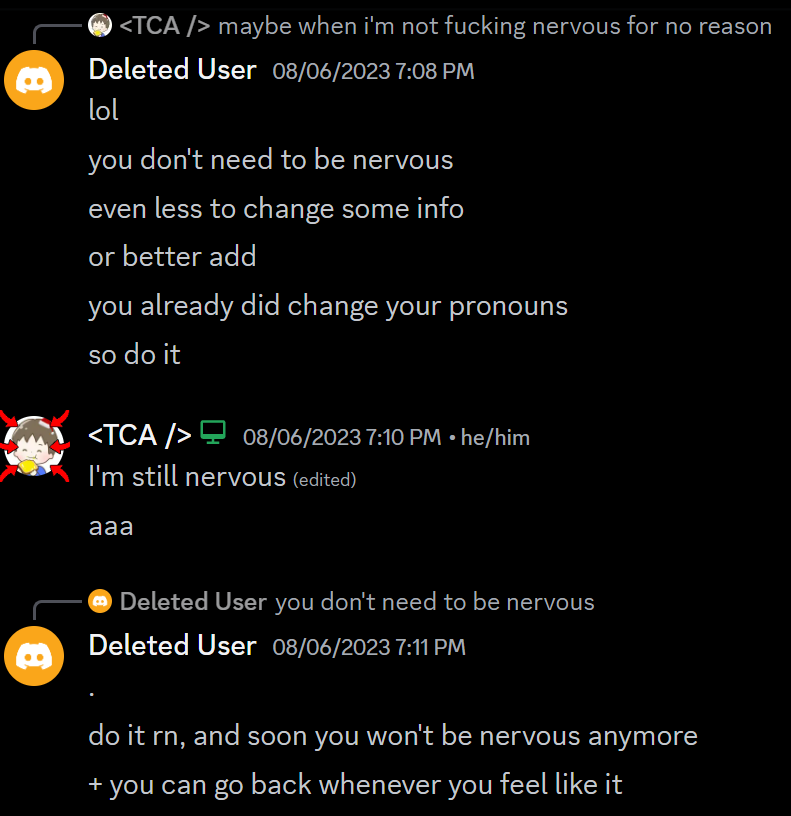 <TCA /> maybe when i'm not fucking nervous for no reason
Deleted User 08/06/2023 7:08 PM
lol
you don't need to be nervous
even less to change some info
or better add
you already did change your pronouns
so do it
<TCA /> 08/06/2023 7:10 PM • he/him
I'm still nervous (edited)
aaa
Deleted User you don't need to be nervous
Deleted User 08/06/2023 7:11 PM
.
do it rn, and soon you won't be nervous anymore
+ you can go back whenever you feel like it